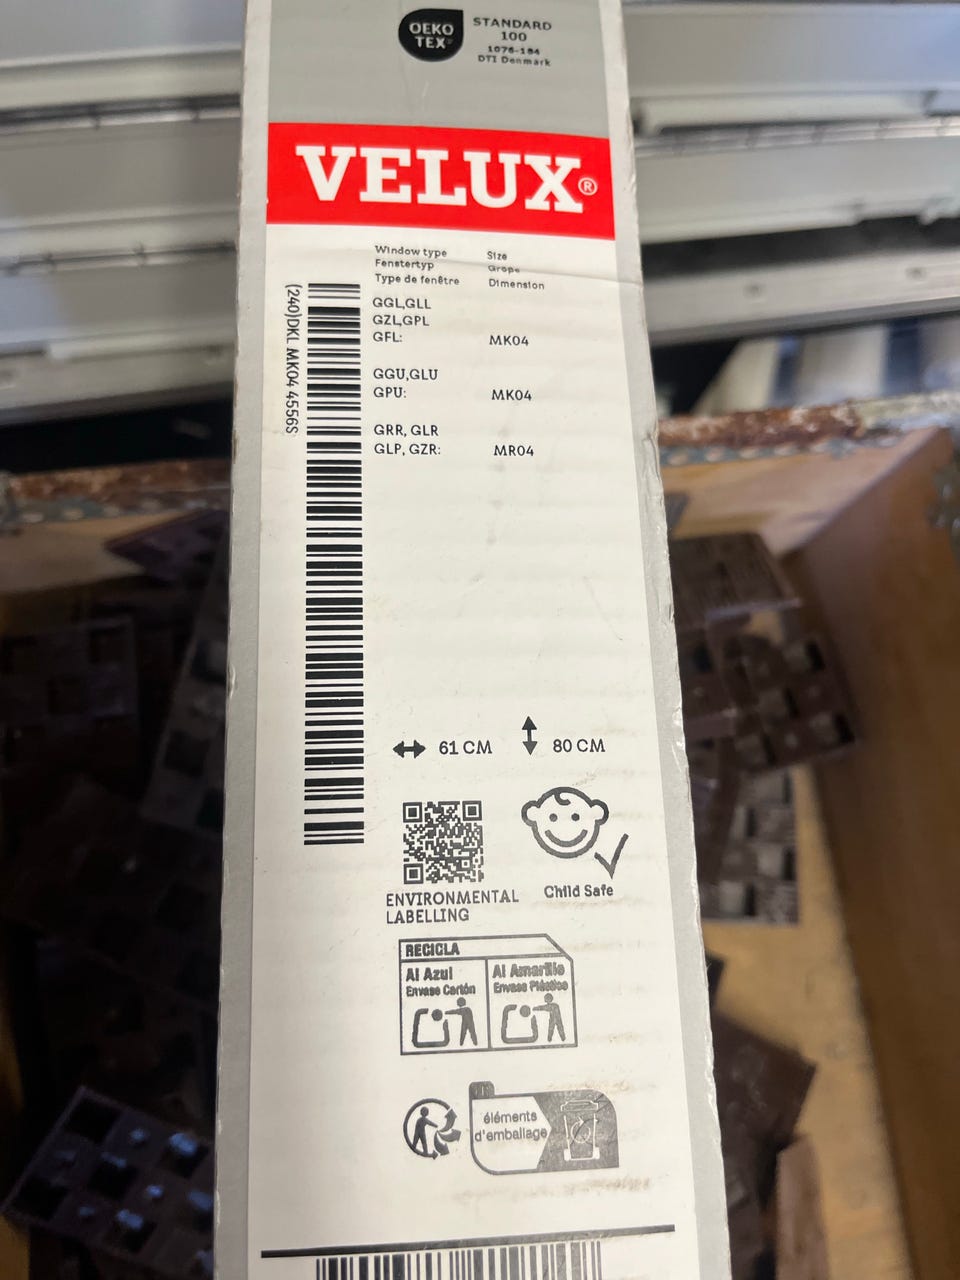 OEKO
TEX®
STANDARD
100
1076-184
DTI Denmark
VELUX®
Window type Size
Fenstertyp Größe
Type de fenêtre Dimension
(240)DKL MK04 4556S
GGL,GLL
GZL,GPL
GFL: MK04
GGU,GLU
GPU: MK04
GRR, GLR
GLP, GZR: MR04
61 CM 80 CM
ENVIRONMENTAL
LABELLING
Child Safe
RECICLA
Al Azul Al Amarillo
Envase Cartón Envase Plástico
éléments
d'emballage